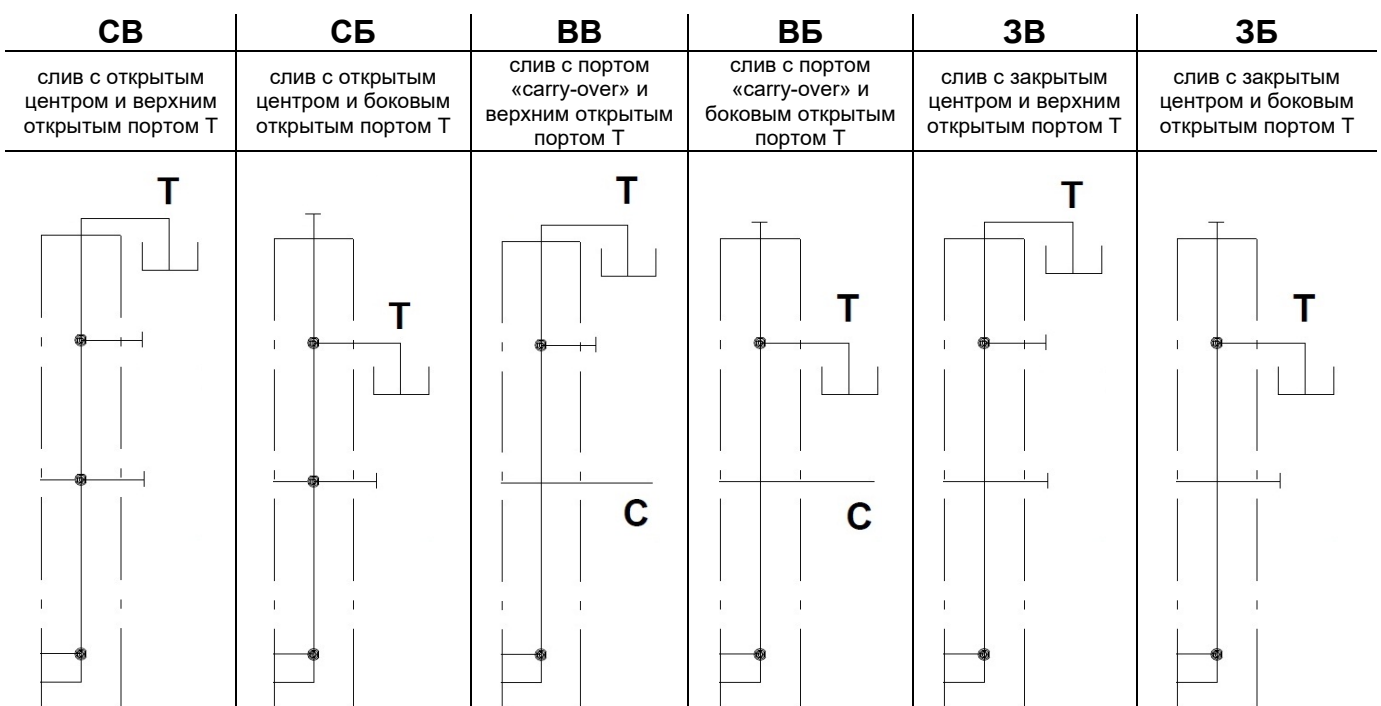 СВ
СБ
ВВ
ВБ
ЗВ
ЗБ
слив с открытым
центром и верхним
открытым портом Т
слив с открытым
центром и боковым
открытым портом Т
слив с портом
«carry-over» и
верхним открытым
портом Т
слив с портом
«carry-over» и
боковым открытым
портом Т
слив с закрытым
центром и верхним
открытым портом Т
слив с закрытым
центром и боковым
открытым портом Т
Т
Т
Т
Т
Т
Т
С
С